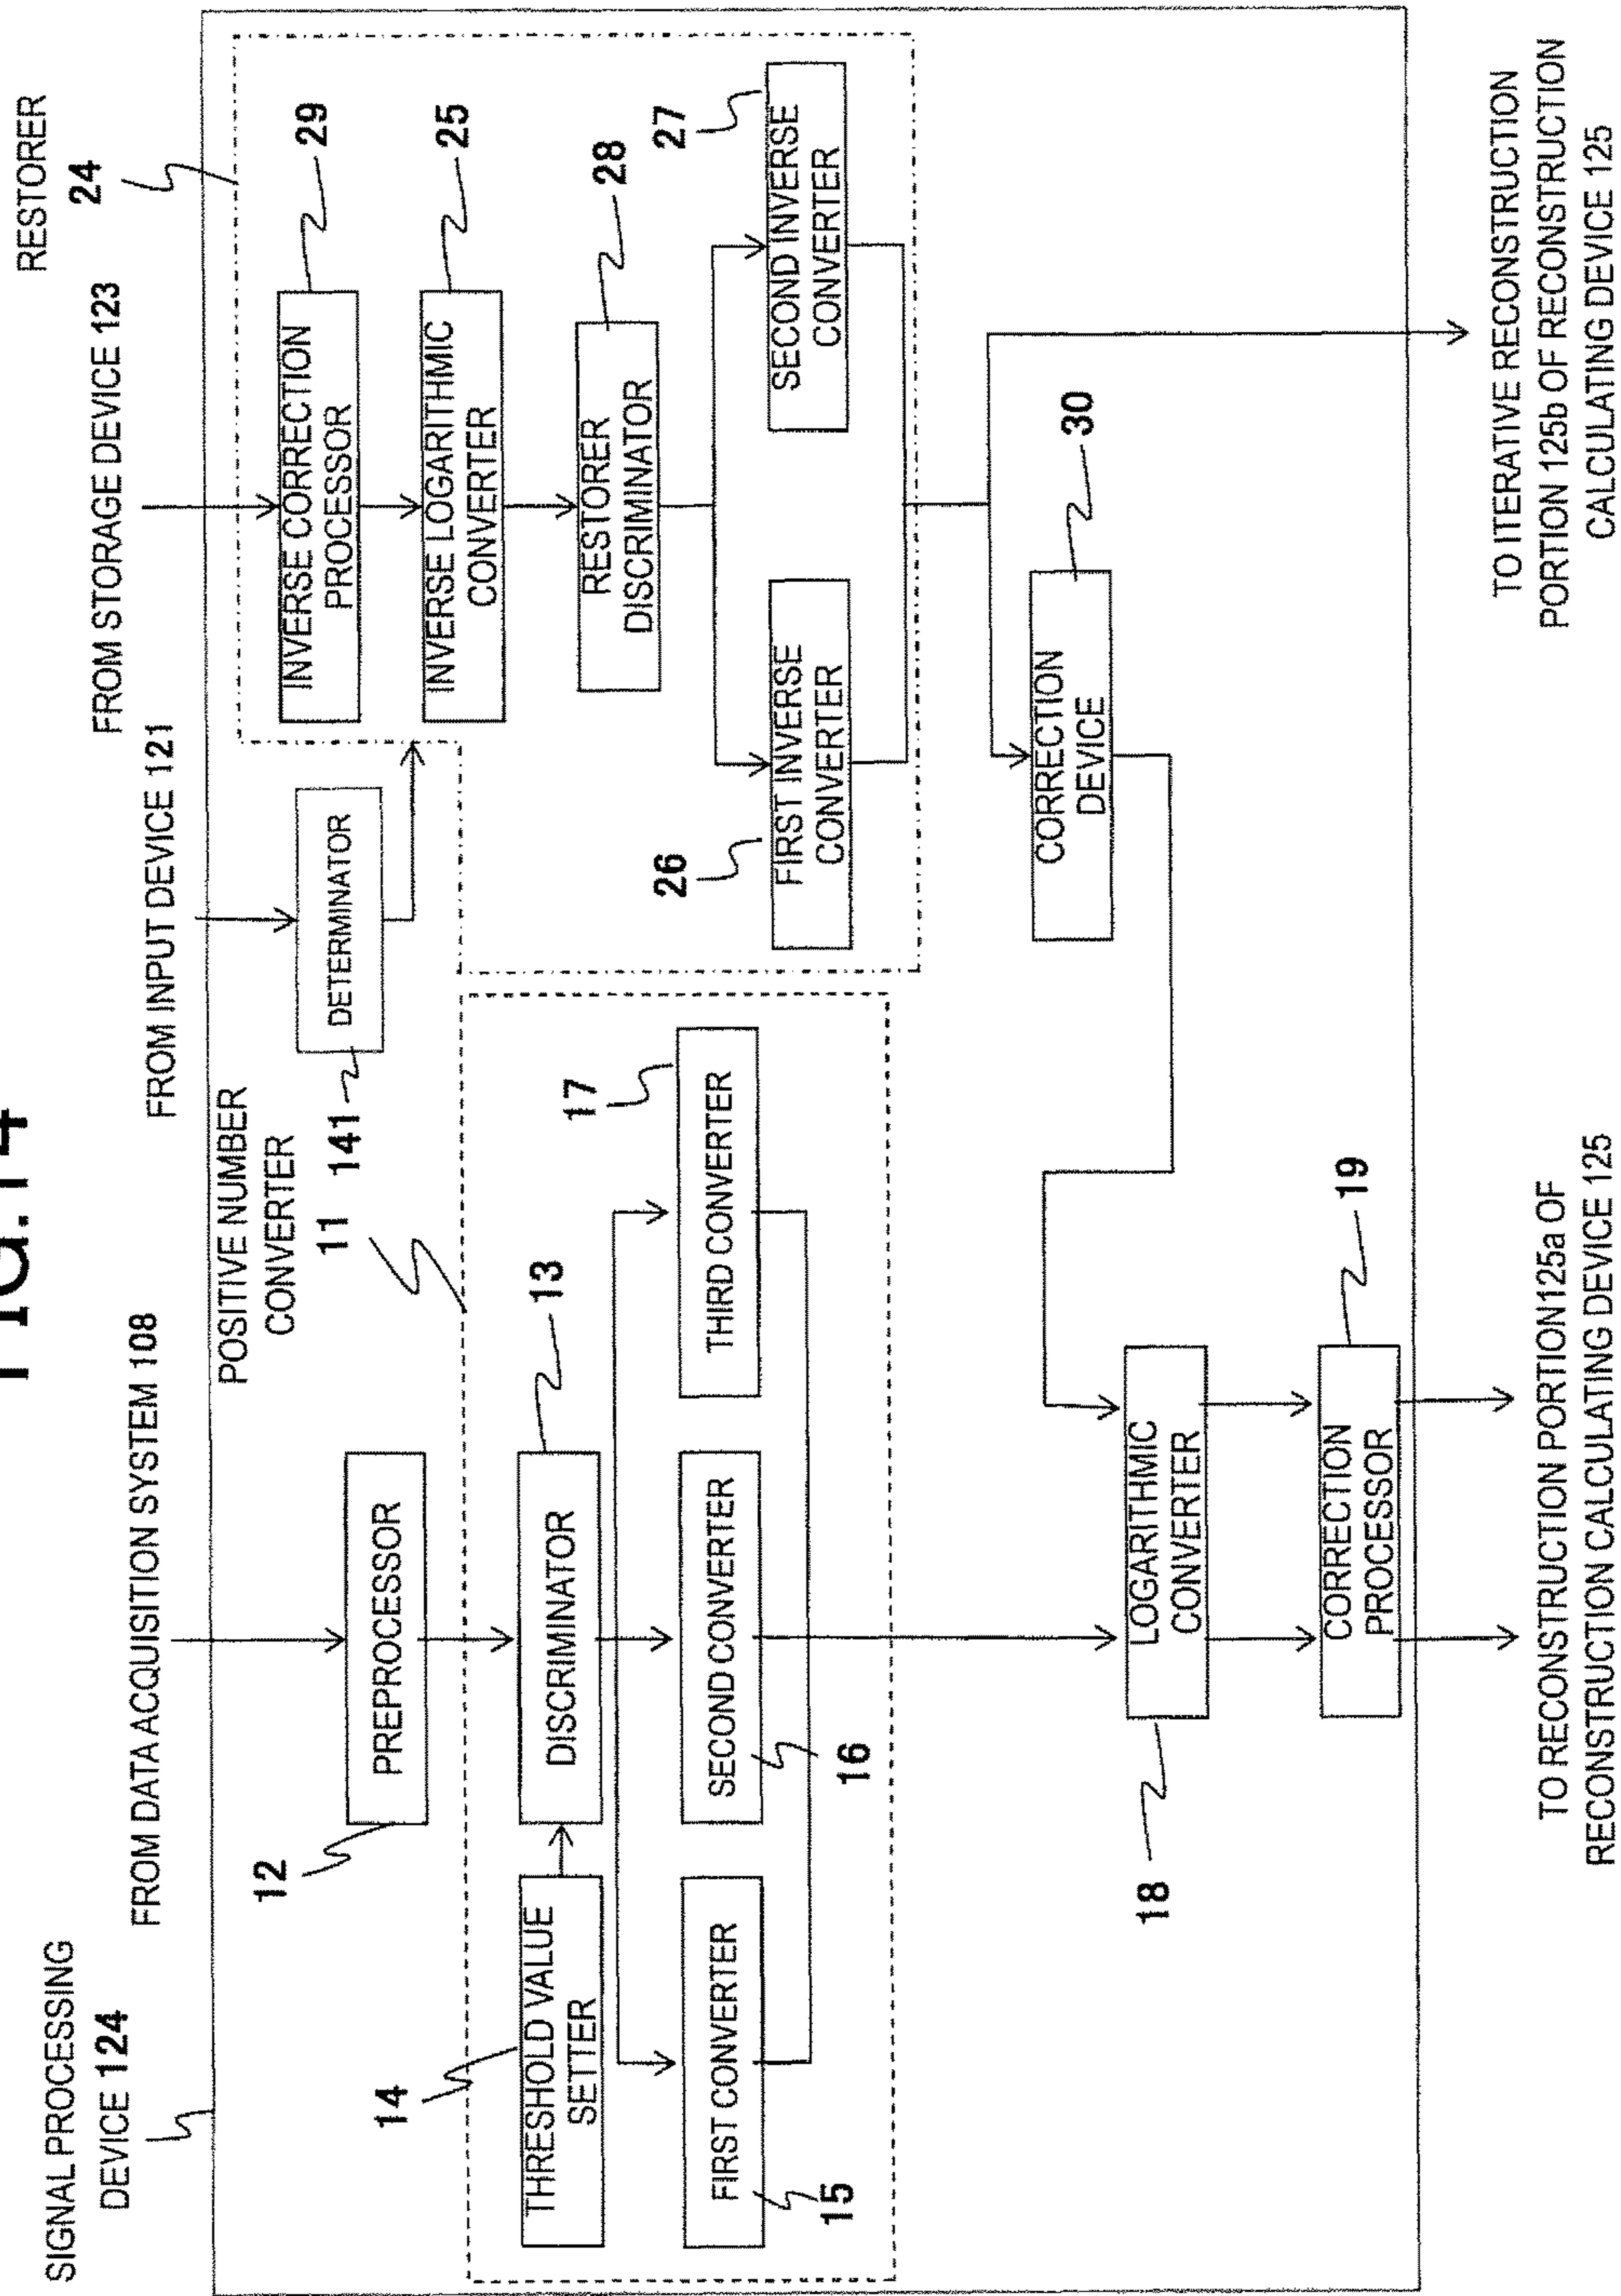 FIG.14
SIGNAL PROCESSING
DEVICE 124
FROM DATA ACQUISITION SYSTEM 108
FROM INPUT DEVICE 121
FROM STORAGE DEVICE 123
RESTORER
24
POSITIVE NUMBER
CONVERTER
11
12
PREPROCESSOR
DETERMINATOR
141
INVERSE CORRECTION
PROCESSOR
29
INVERSE LOGARITHMIC
CONVERTER
25
14
THRESHOLD VALUE
SETTER
DISCRIMINATOR
13
RESTORER
DISCRIMINATOR
28
FIRST CONVERTER
15
SECOND CONVERTER
16
THIRD CONVERTER
17
26
FIRST INVERSE
CONVERTER
SECOND INVERSE
CONVERTER
27
CORRECTION
DEVICE
30
18
LOGARITHMIC
CONVERTER
CORRECTION
PROCESSOR
19
TO RECONSTRUCTION PORTION125a OF
RECONSTRUCTION CALCULATING DEVICE 125
TO ITERATIVE RECONSTRUCTION
PORTION 125b OF RECONSTRUCTION
CALCULATING DEVICE 125